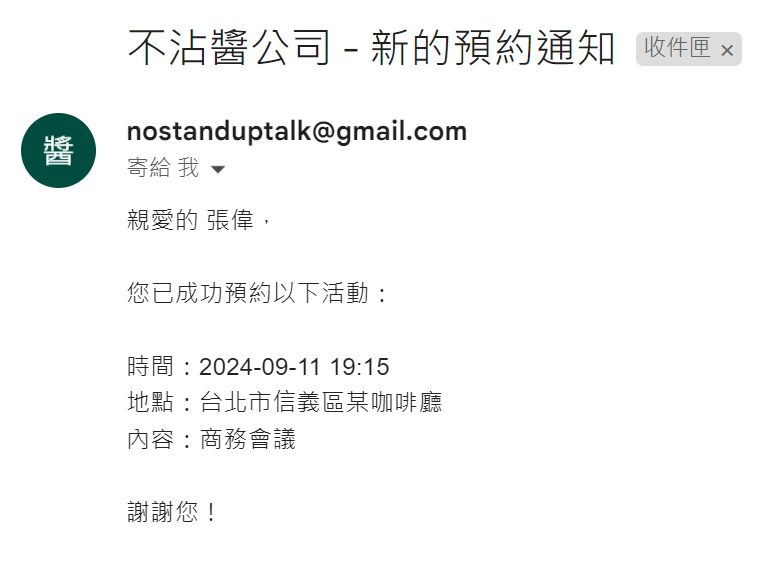 不沾醬公司 - 新的預約通知 收件匣 ×
醬
nostanduptalk@gmail.com
寄給 我
親愛的 張偉，
您已成功預約以下活動：
時間：2024-09-11 19:15
地點：台北市信義區某咖啡廳
內容：商務會議
謝謝您！